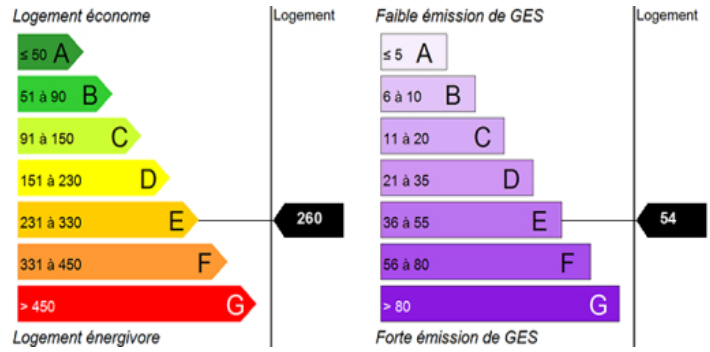 Logement économe
Logement
≤ 50 A
51 à 90 B
91 à 150 C
151 à 230 D
231 à 330 E
260
331 à 450 F
> 450 G
Logement énergivore
Faible émission de GES
Logement
≤ 5 A
6 à 10 B
11 à 20 C
21 à 35 D
36 à 55 E
54
56 à 80 F
> 80 G
Forte émission de GES